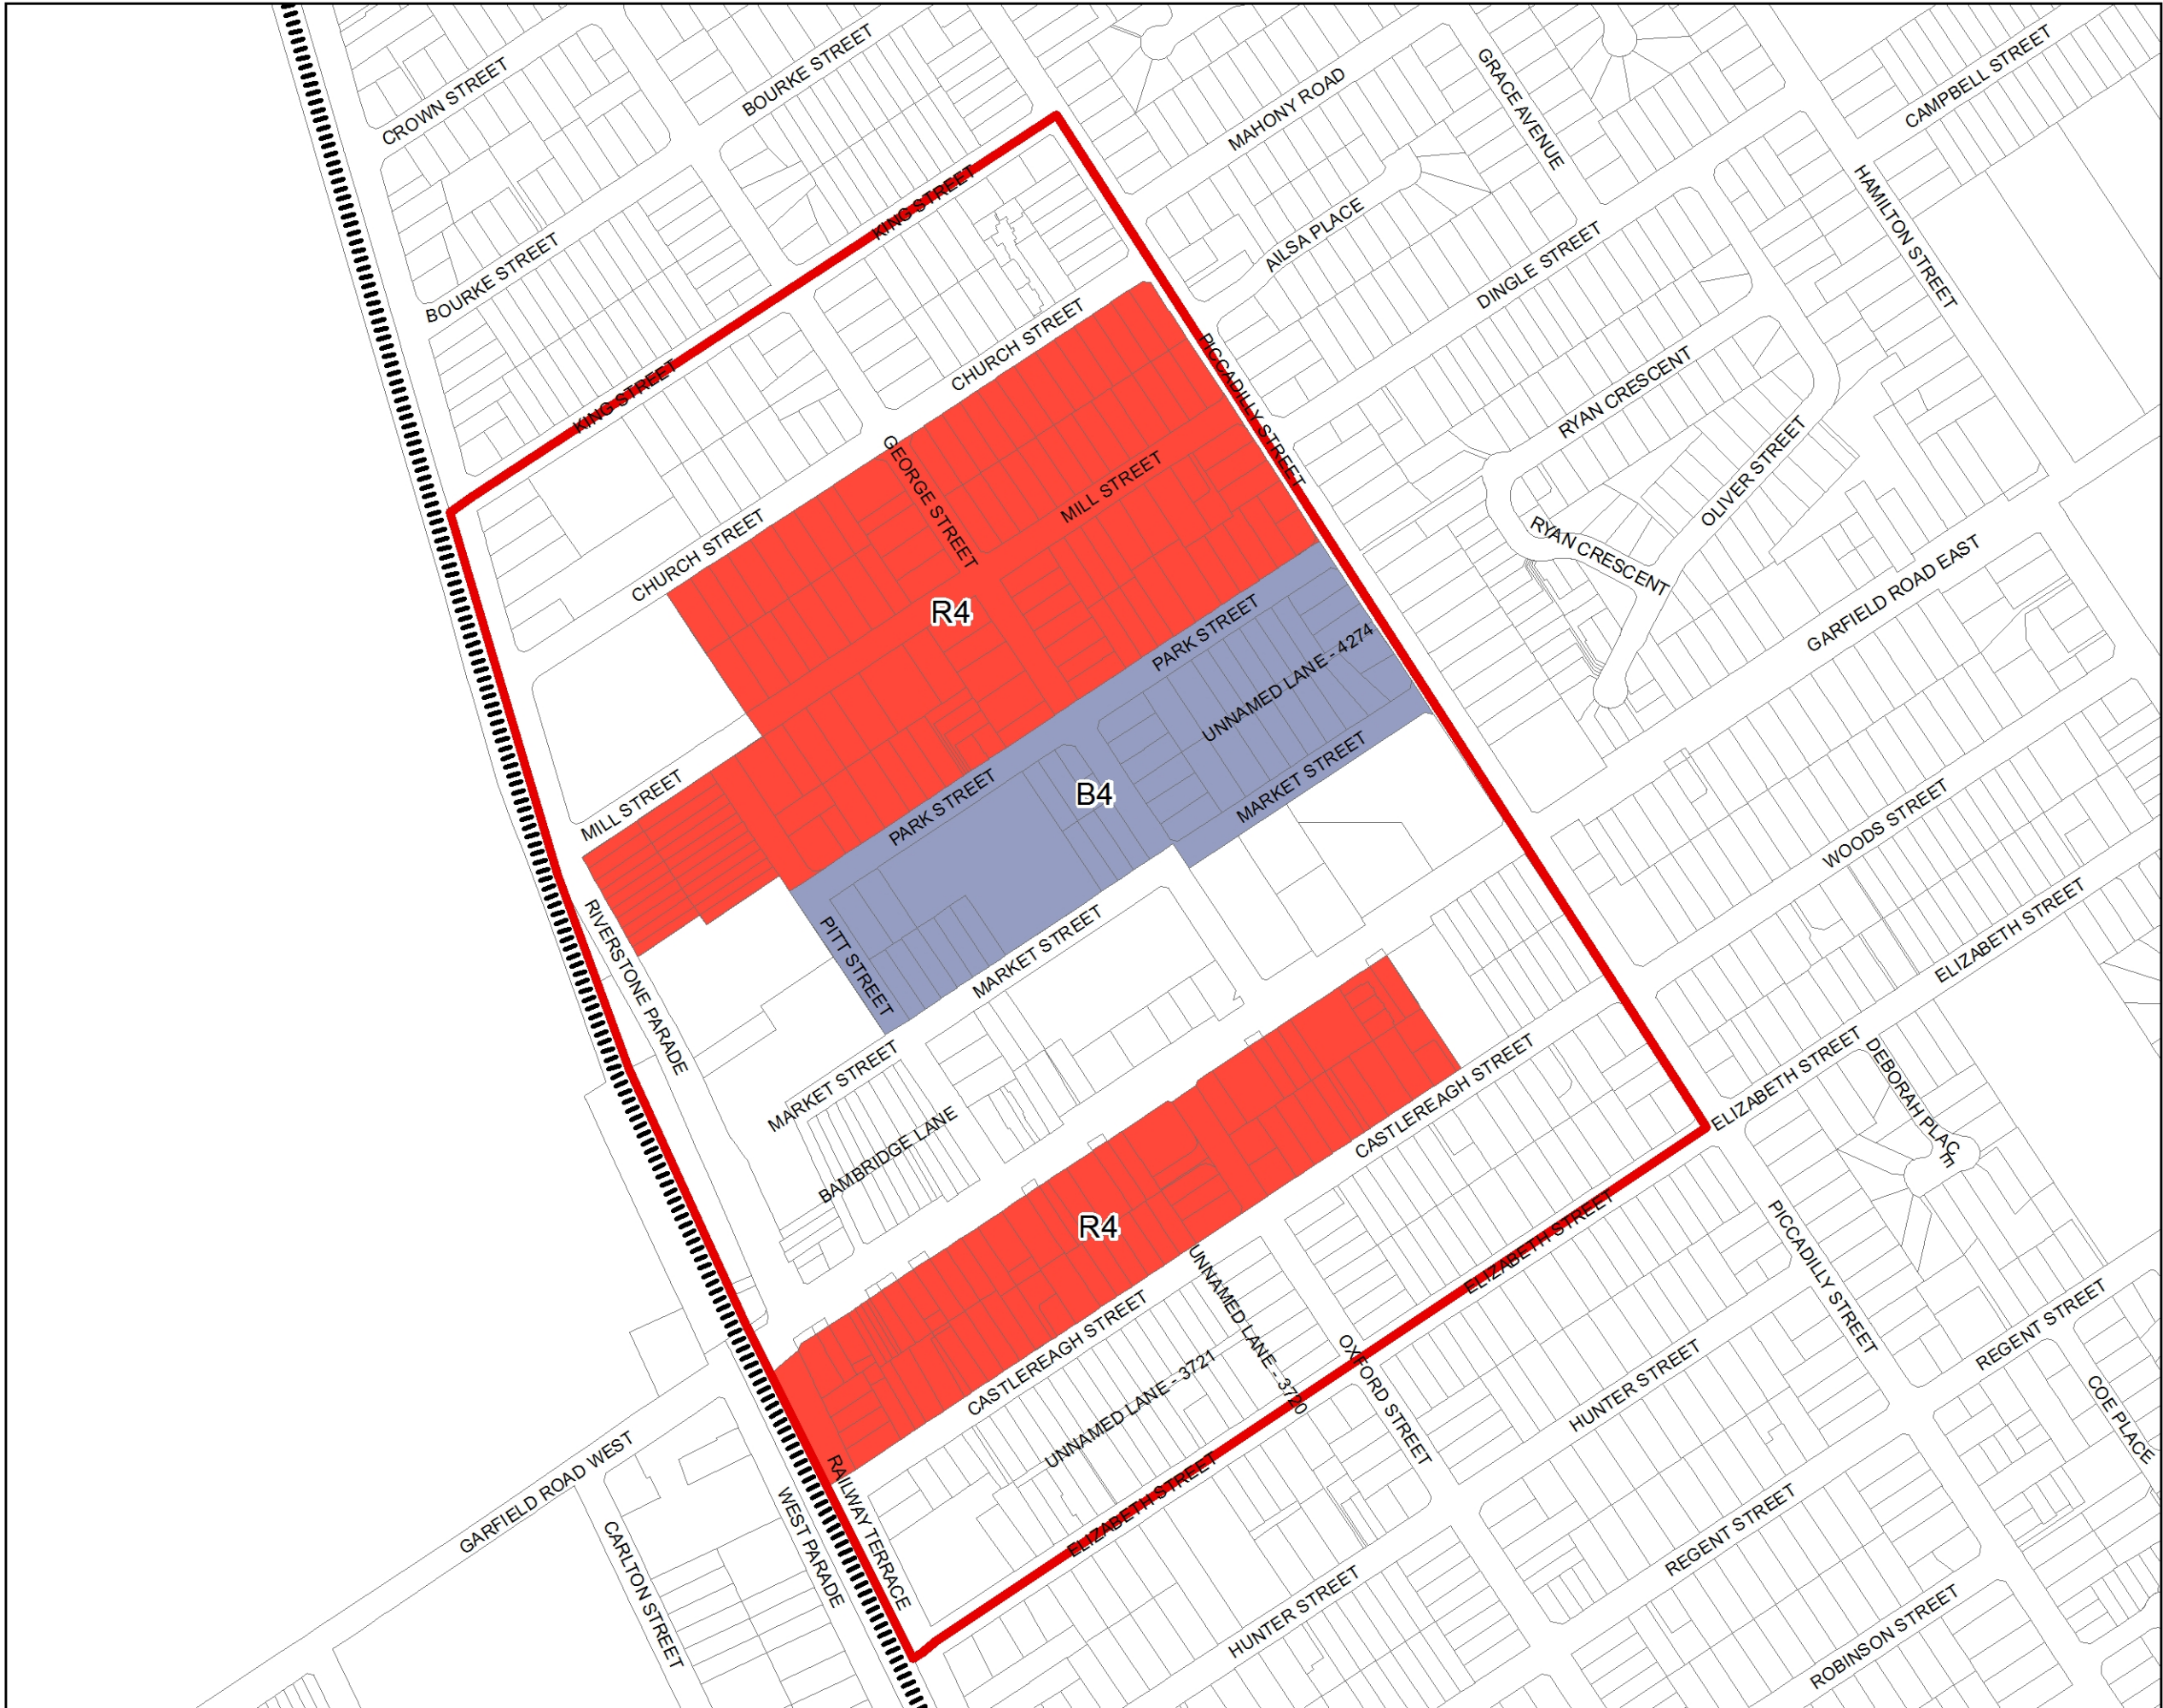 CROWN STREET
BOURKE STREET
MAHONY ROAD
GRACE AVENUE
CAMPBELL STREET
HAMILTON STREET
BOURKE STREET
KING STREET
AILSA PLACE
DINGLE STREET
KING STREET
CHURCH STREET
PICCADILLY STREET
RYAN CRESCENT
OLIVER STREET
GEORGE STREET
MILL STREET
CHURCH STREET
RYAN CRESCENT
GARFIELD ROAD EAST
R4
PARK STREET
UNNAMED LANE - 4274
MILL STREET
PARK STREET
B4
MARKET STREET
WOODS STREET
ELIZABETH STREET
RIVERSTONE PARADE
PITT STREET
MARKET STREET
MARKET STREET
BAMBRIDGE LANE
CASTLEREAGH STREET
ELIZABETH STREET
DEBORAH PLACE
R4
ELIZABETH STREET
PICCADILLY STREET
UNNAMED LANE - 3720
CASTLEREAGH STREET
UNNAMED LANE - 3721
OXFORD STREET
HUNTER STREET
REGENT STREET
COE PLACE
GARFIELD ROAD WEST
CARLTON STREET
WEST PARADE
RAILWAY TERRACE
ELIZABETH STREET
HUNTER STREET
REGENT STREET
ROBINSON STREET